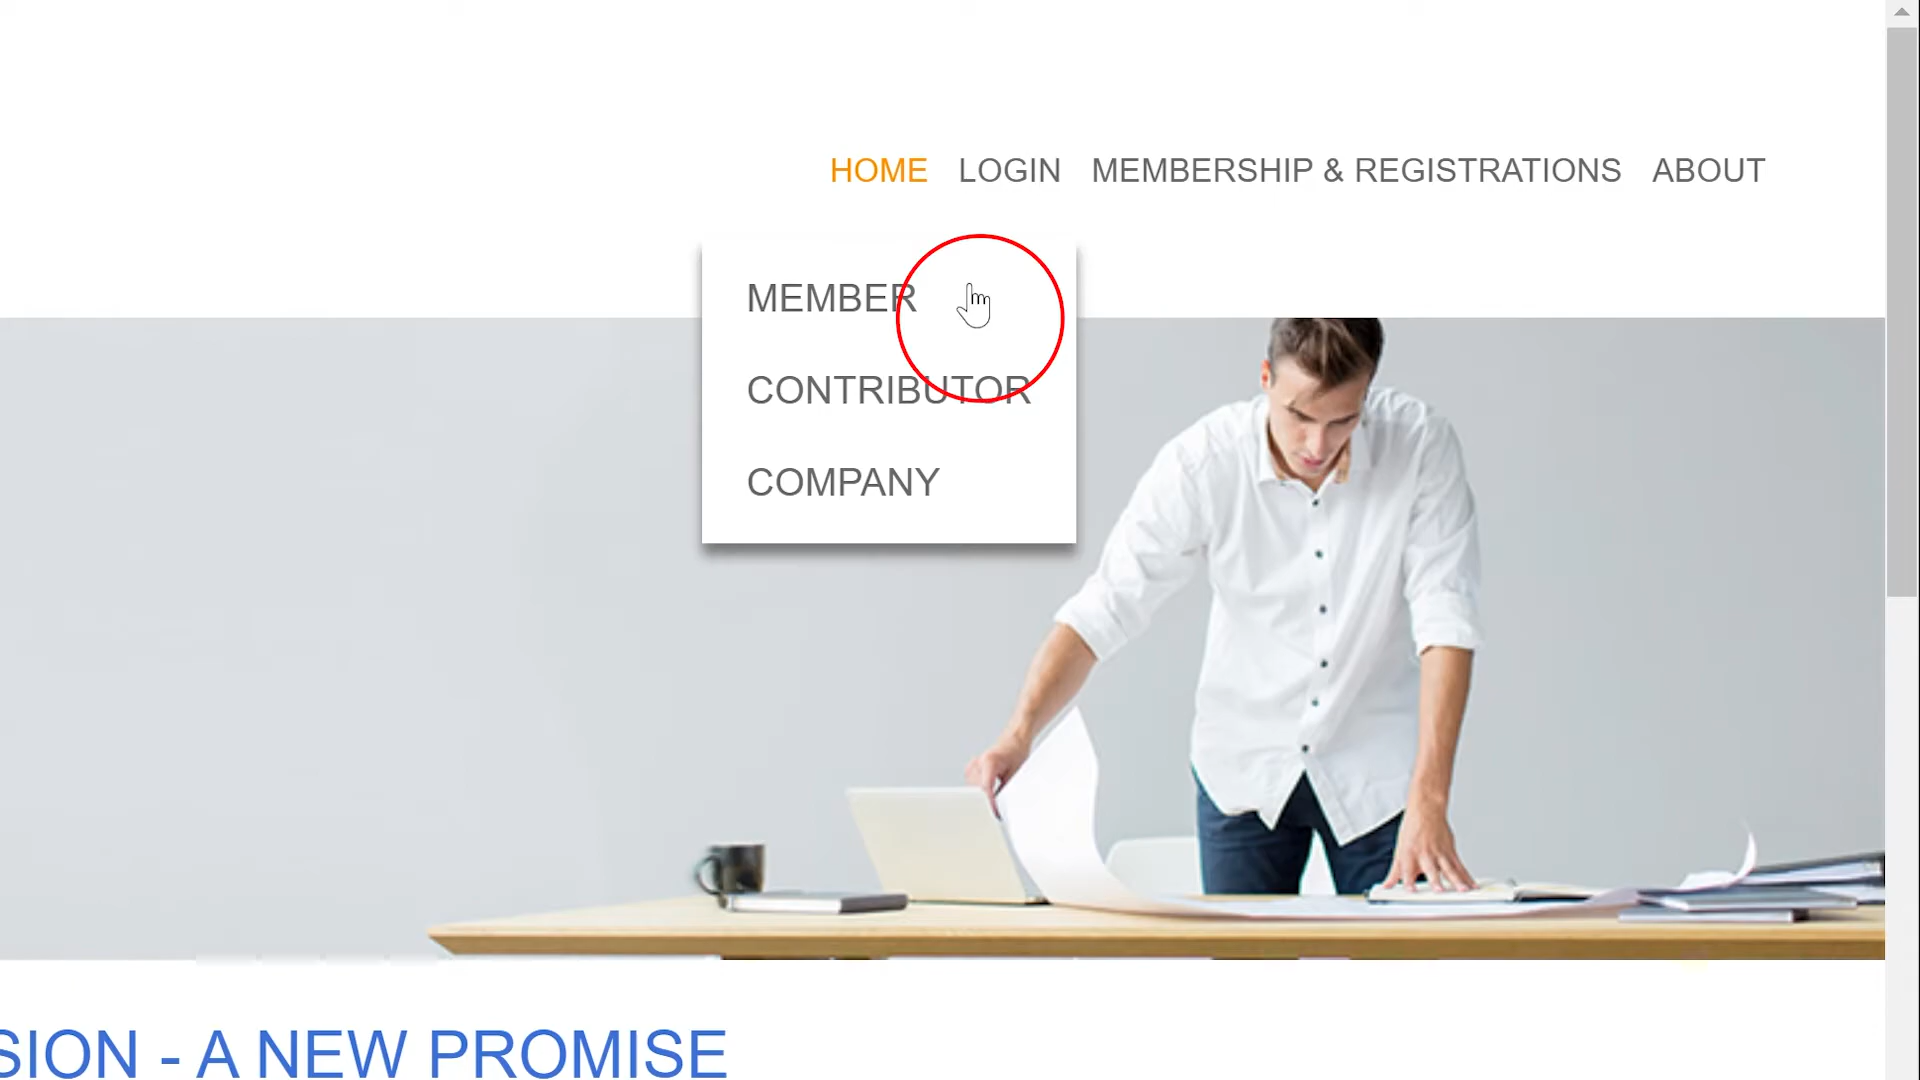 HOME LOGIN MEMBERSHIP & REGISTRATIONS ABOUT
MEMBER
CONTRIBUTOR
COMPANY
SION - A NEW PROMISE